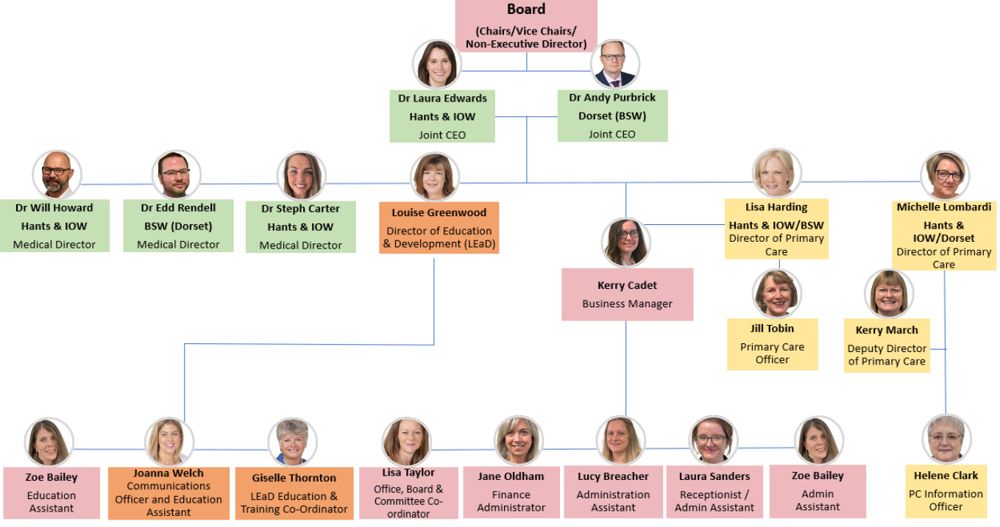 Board
(Chairs/Vice Chairs/
Non-Executive Director)
Dr Laura Edwards
Hants & IOW
Joint CEO
Dr Andy Purbrick
Dorset (BSW)
Joint CEO
Dr Will Howard
Hants & IOW
Medical Director
Dr Edd Rendell
BSW (Dorset)
Medical Director
Dr Steph Carter
Hants & IOW
Medical Director
Louise Greenwood
Director of Education
& Development (LEaD)
Lisa Harding
Hants & IOW/BSW
Director of Primary
Care
Michelle Lombardi
Hants &
IOW/Dorset
Director of Primary
Care
Kerry Cadet
Business Manager
Jill Tobin
Primary Care
Officer
Kerry March
Deputy Director
of Primary Care
Zoe Bailey
Education
Assistant
Joanna Welch
Communications
Officer and Education
Assistant
Giselle Thornton
LEaD Education &
Training Co-Ordinator
Lisa Taylor
Office, Board &
Committee Co-
ordinator
Jane Oldham
Finance
Administrator
Lucy Breacher
Administration
Assistant
Laura Sanders
Receptionist /
Admin Assistant
Zoe Bailey
Admin
Assistant
Helene Clark
PC Information
Officer